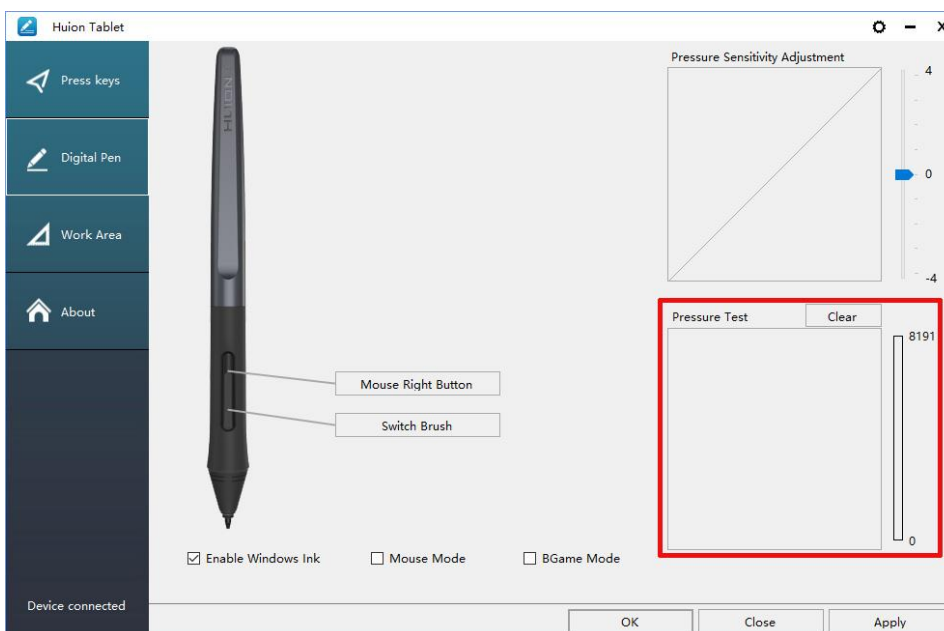 Huion Tablet
Press keys
Digital Pen
Work Area
About
Device connected
HUION
Mouse Right Button
Switch Brush
Enable Windows Ink
Mouse Mode
BGame Mode
Pressure Sensitivity Adjustment
4
0
-4
Pressure Test
Clear
8191
0
OK
Close
Apply